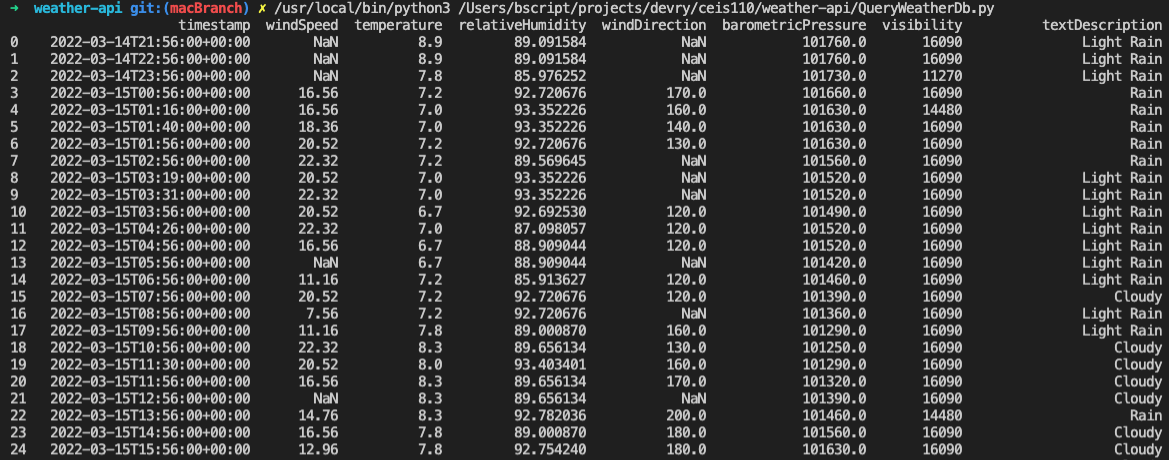 ➜ weather-api git:(macBranch) ✗ /usr/local/bin/python3 /Users/bscript/projects/devry/ceis110/weather-api/QueryWeatherDb.py
timestamp windSpeed temperature relativeHumidity windDirection barometricPressure visibility textDescription
0 2022-03-14T21:56:00+00:00 NaN 8.9 89.091584 NaN 101760.0 16090 Light Rain
1 2022-03-14T22:56:00+00:00 NaN 8.9 89.091584 NaN 101760.0 16090 Light Rain
2 2022-03-14T23:56:00+00:00 NaN 7.8 85.976252 NaN 101730.0 11270 Light Rain
3 2022-03-15T00:56:00+00:00 16.56 7.2 92.720676 170.0 101660.0 16090 Rain
4 2022-03-15T01:16:00+00:00 16.56 7.0 93.352226 160.0 101630.0 14480 Rain
5 2022-03-15T01:40:00+00:00 18.36 7.0 93.352226 140.0 101630.0 16090 Rain
6 2022-03-15T01:56:00+00:00 20.52 7.2 92.720676 130.0 101630.0 16090 Rain
7 2022-03-15T02:56:00+00:00 22.32 7.2 89.569645 NaN 101560.0 16090 Rain
8 2022-03-15T03:19:00+00:00 20.52 7.0 93.352226 NaN 101520.0 16090 Light Rain
9 2022-03-15T03:31:00+00:00 22.32 7.0 93.352226 NaN 101520.0 16090 Light Rain
10 2022-03-15T03:56:00+00:00 20.52 6.7 92.692530 120.0 101490.0 16090 Light Rain
11 2022-03-15T04:26:00+00:00 22.32 7.0 87.098057 120.0 101520.0 16090 Light Rain
12 2022-03-15T04:56:00+00:00 16.56 6.7 88.909044 120.0 101520.0 16090 Light Rain
13 2022-03-15T05:56:00+00:00 NaN 6.7 88.909044 NaN 101420.0 16090 Light Rain
14 2022-03-15T06:56:00+00:00 11.16 7.2 85.913627 120.0 101460.0 16090 Light Rain
15 2022-03-15T07:56:00+00:00 20.52 7.2 92.720676 120.0 101390.0 16090 Cloudy
16 2022-03-15T08:56:00+00:00 7.56 7.2 92.720676 NaN 101360.0 16090 Light Rain
17 2022-03-15T09:56:00+00:00 11.16 7.8 89.000870 160.0 101290.0 16090 Light Rain
18 2022-03-15T10:56:00+00:00 22.32 8.3 89.656134 130.0 101250.0 16090 Cloudy
19 2022-03-15T11:30:00+00:00 20.52 8.0 93.403401 160.0 101290.0 16090 Cloudy
20 2022-03-15T11:56:00+00:00 16.56 8.3 89.656134 170.0 101320.0 16090 Cloudy
21 2022-03-15T12:56:00+00:00 NaN 8.3 89.656134 NaN 101390.0 16090 Cloudy
22 2022-03-15T13:56:00+00:00 14.76 8.3 92.782036 200.0 101460.0 14480 Rain
23 2022-03-15T14:56:00+00:00 16.56 7.8 89.000870 180.0 101560.0 16090 Cloudy
24 2022-03-15T15:56:00+00:00 12.96 7.8 92.754240 180.0 101630.0 16090 Cloudy